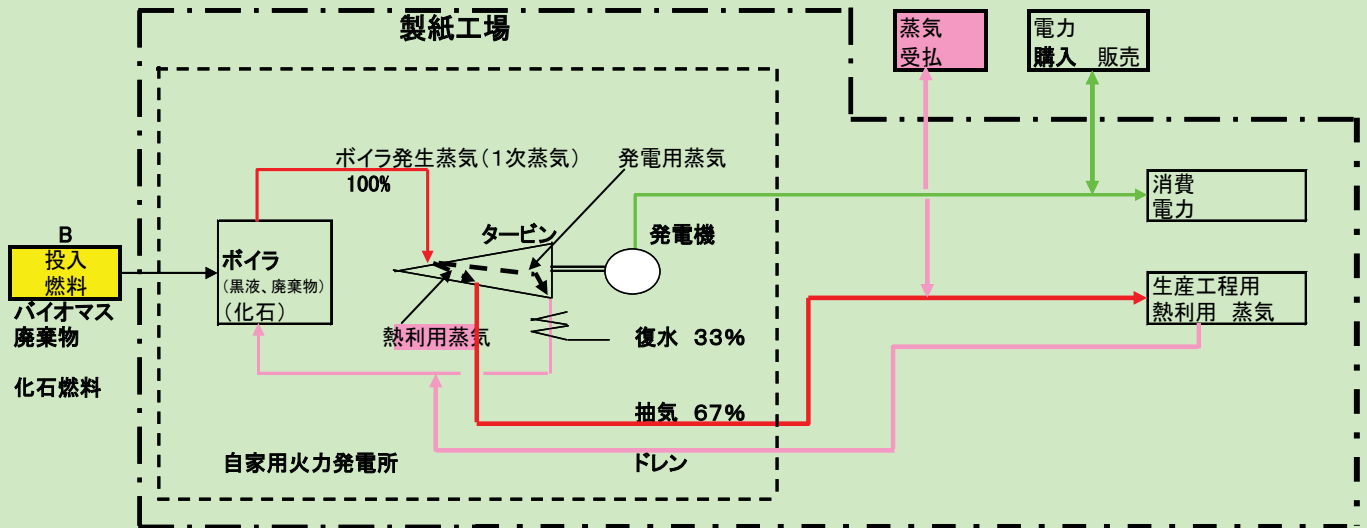 製紙工場
蒸気
受払
電力
購入 販売
ボイラ発生蒸気(1次蒸気)
100%
発電用蒸気
タービン
発電機
消費
電力
B
投入
燃料
バイオマス
廃棄物
化石燃料
ボイラ
(黒液、廃棄物)
(化石)
熱利用蒸気
復水 33%
生産工程用
熱利用 蒸気
抽気 67%
自家用火力発電所
ドレン